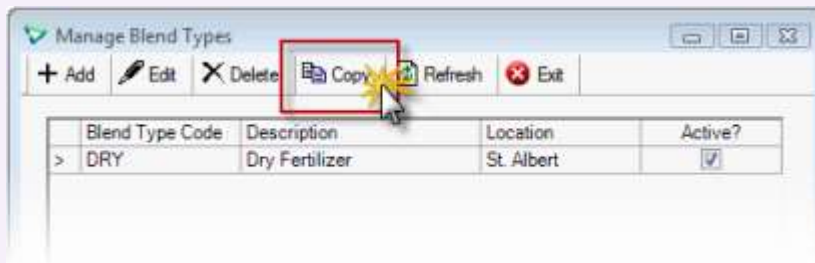 Manage Blend Types
Add Edit Delete Copy Refresh Exit
Blend Type Code Description Location Active?
> DRY Dry Fertilizer St. Albert